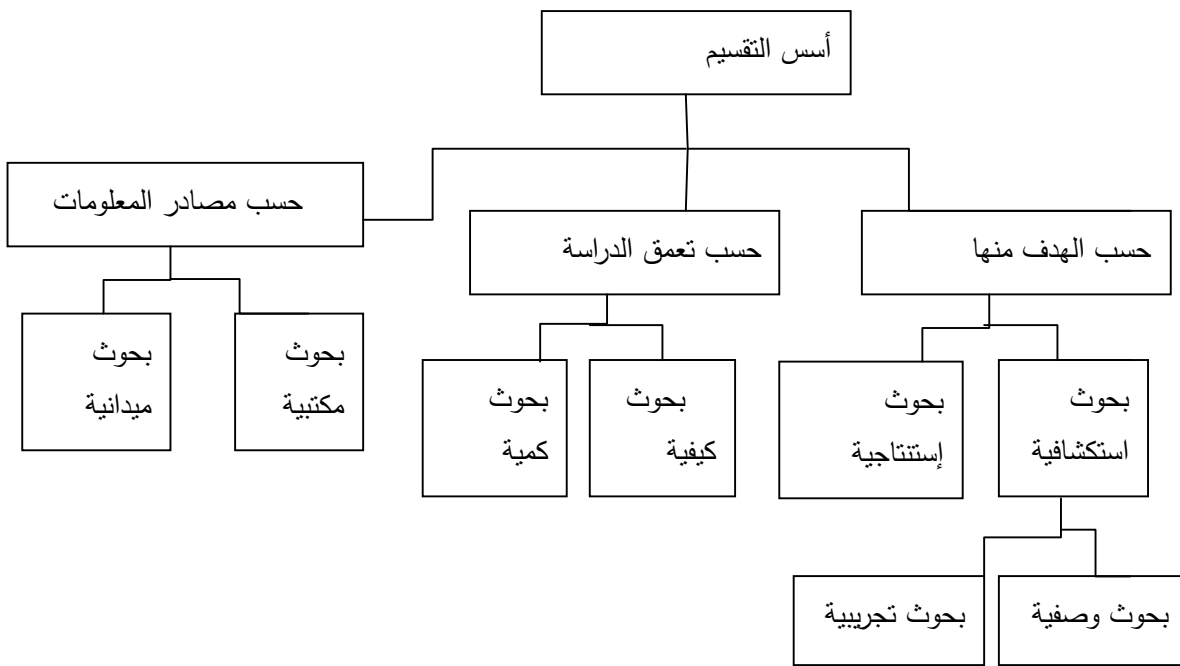 أسس التقسيم
حسب الهدف منها
حسب تعمق الدراسة
حسب مصادر المعلومات
بحوث
استكشافية
بحوث
إستنتاجية
بحوث
كيفية
بحوث
كمية
بحوث
مكتبية
بحوث
ميدانية
بحوث وصفية
بحوث تجريبية